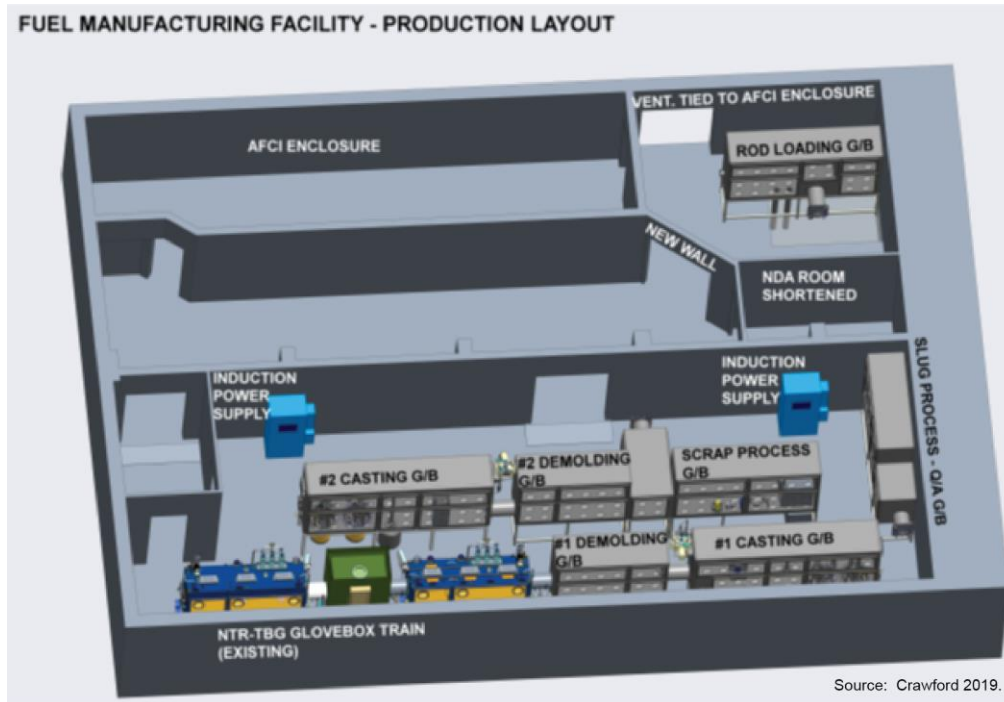 FUEL MANUFACTURING FACILITY - PRODUCTION LAYOUT
VENT. TIED TO AFCI ENCLOSURE
AFCI ENCLOSURE
ROD LOADING G/B
NEW WALL
NDA ROOM
SHORTENED
INDUCTION
POWER
SUPPLY
INDUCTION
POWER
SUPPLY
SLUG PROCESS - Q/A G/B
#2 CASTING G/B
#2 DEMOLDING
G/B
SCRAP PROCESS
G/B
#1 DEMOLDING
G/B
#1 CASTING G/B
NTR-TBG GLOVEBOX TRAIN
(EXISTING)
Source: Crawford 2019.